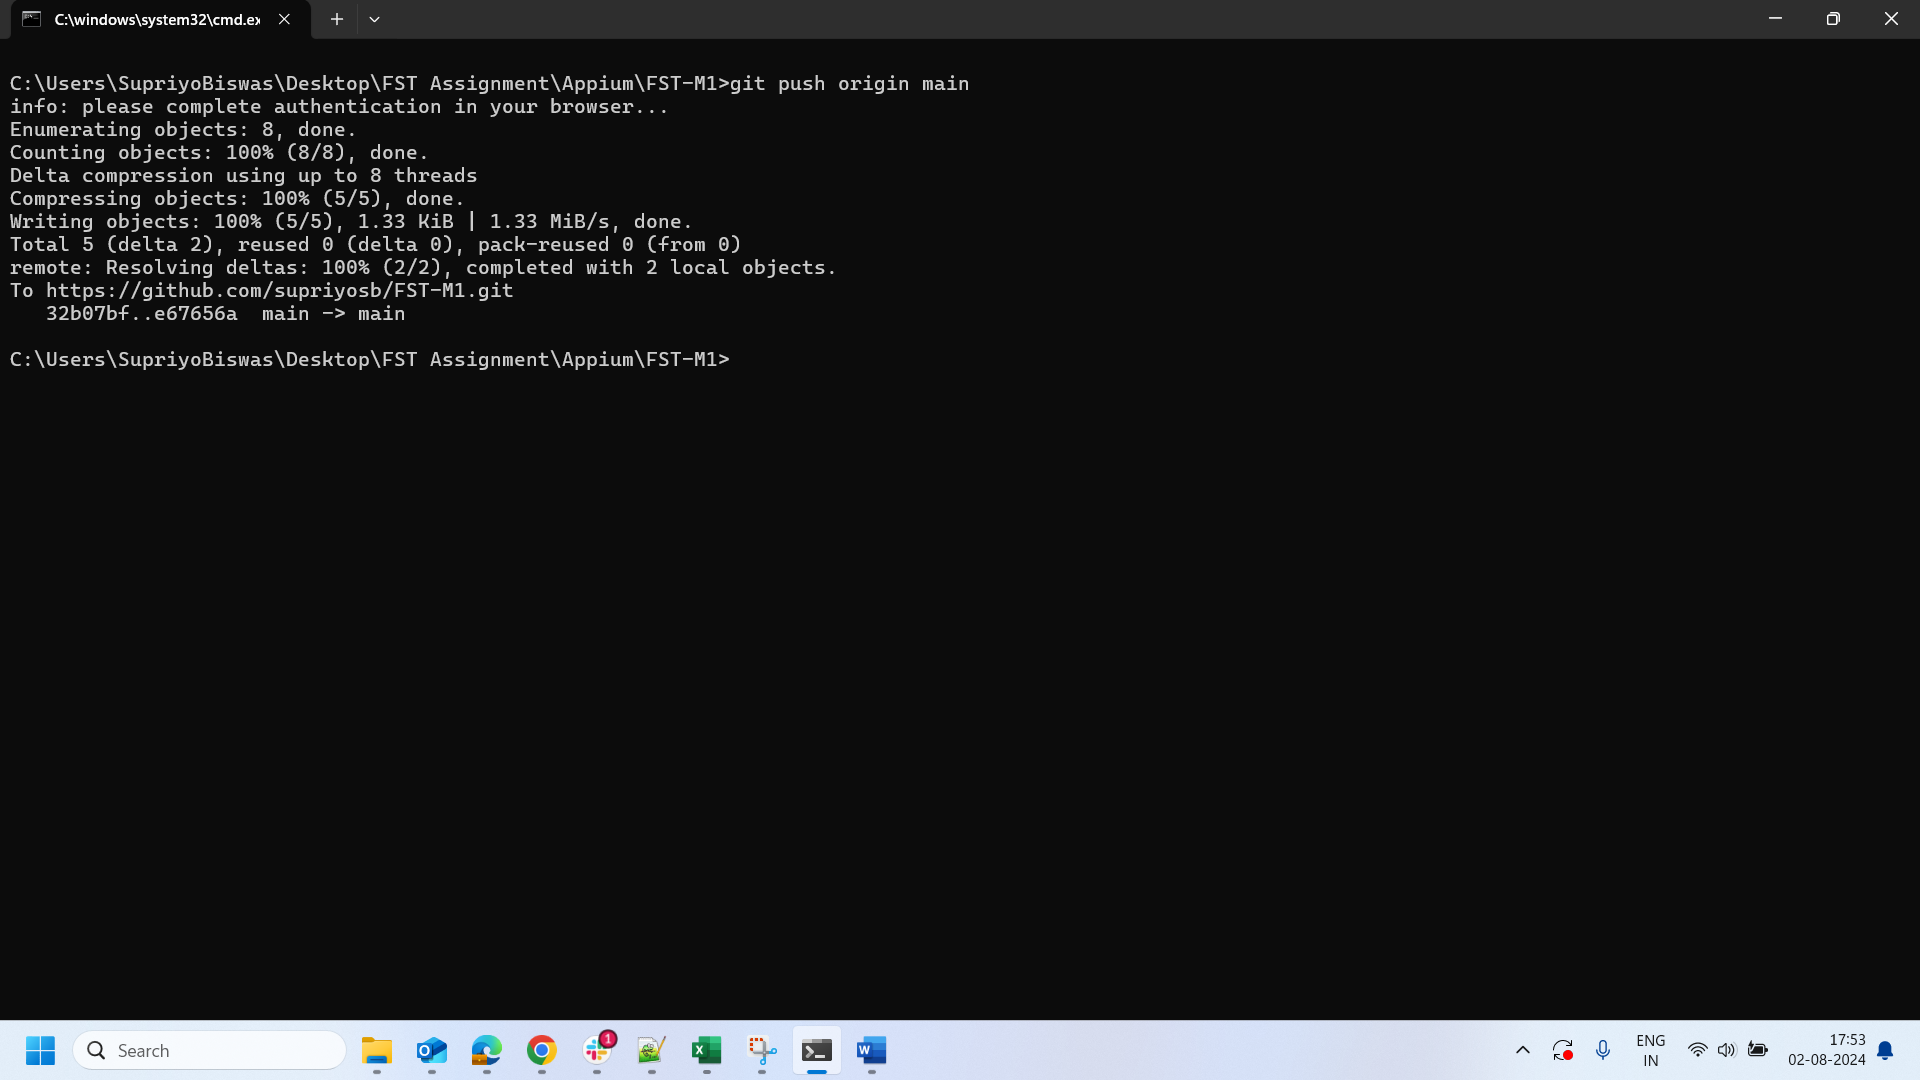 C:\windows\system32\cmd.ex
C:\Users\SupriyoBiswas\Desktop\FST Assignment\Appium\FST-M1>git push origin main
info: please complete authentication in your browser...
Enumerating objects: 8, done.
Counting objects: 100% (8/8), done.
Delta compression using up to 8 threads
Compressing objects: 100% (5/5), done.
Writing objects: 100% (5/5), 1.33 KiB | 1.33 MiB/s, done.
Total 5 (delta 2), reused 0 (delta 0), pack-reused 0 (from 0)
remote: Resolving deltas: 100% (2/2), completed with 2 local objects.
To https://github.com/supriyosb/FST-M1.git
   32b07bf..e67656a  main -> main
C:\Users\SupriyoBiswas\Desktop\FST Assignment\Appium\FST-M1>
Search
1
ENG
IN
17:53
02-08-2024